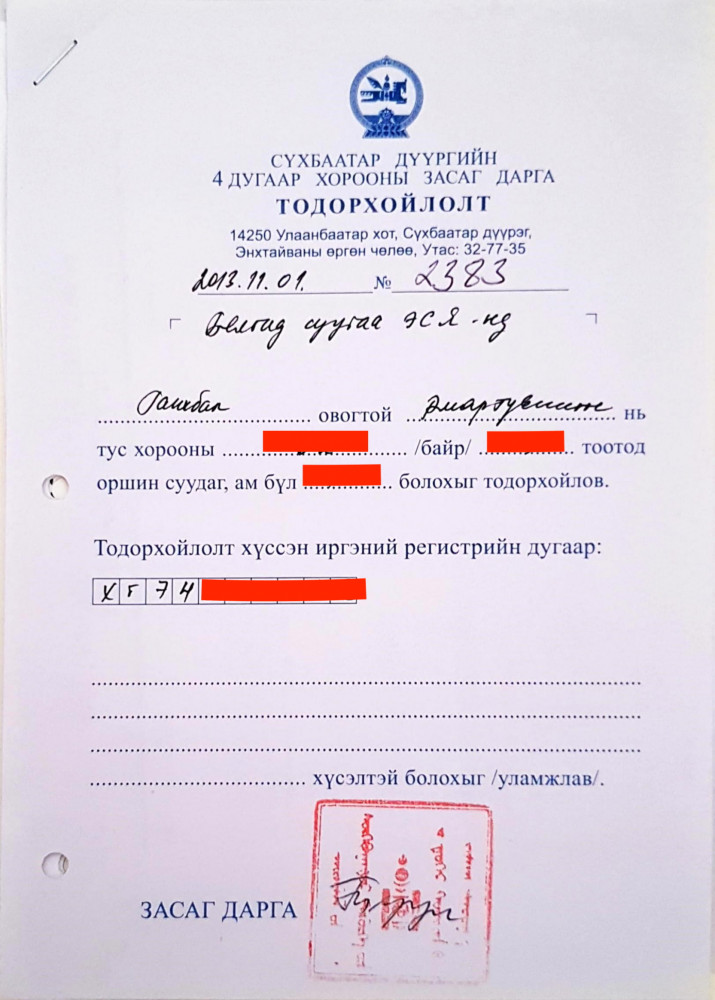 СҮХБААТАР ДҮҮРГИЙН
4 ДУГААР ХОРООНЫ ЗАСАГ ДАРГА
ТОДОРХОЙЛОЛТ
14250 Улаанбаатар хот, Сүхбаатар дүүрэг,
Энхтайваны өргөн чөлөө, Утас: 32-77-35
2013.11.01. № 2383
суугаа ЭСЯ-нд
Ганхбал овогтой нь
тус хорооны /байр/ тоотод
оршин суудаг, ам бүл болохыг тодорхойлов.
Тодорхойлолт хүссэн иргэний регистрийн дугаар:
Х Г 7 4
хүсэлтэй болохыг /уламжлав/.
ЗАСАГ ДАРГА